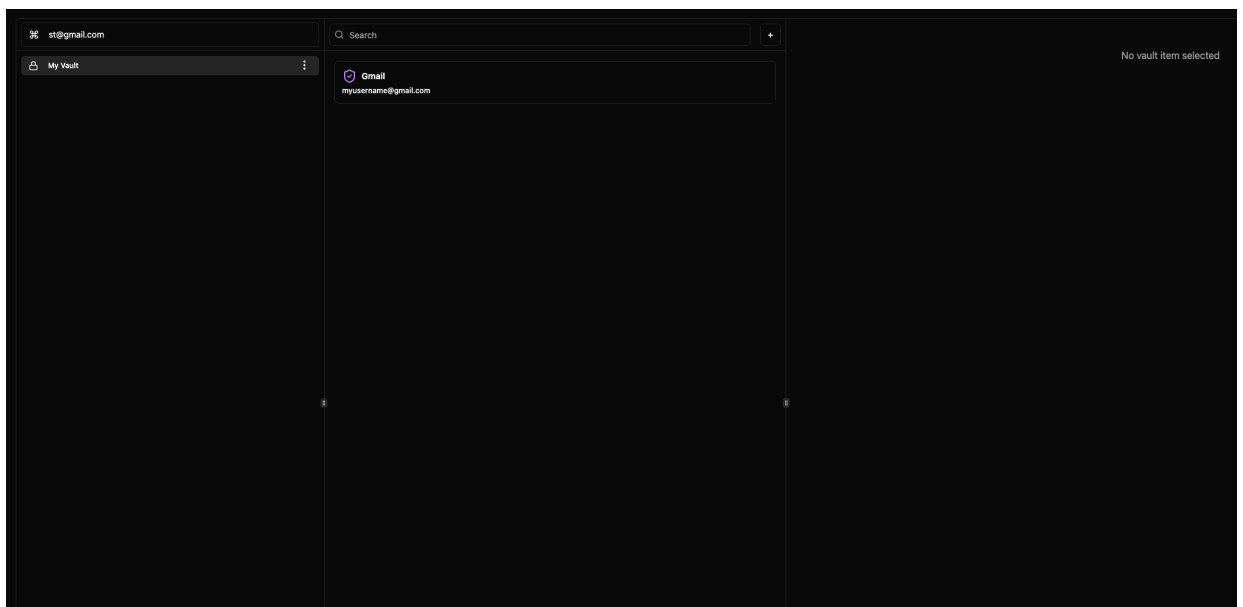 st@gmail.com
Search
+
No vault item selected
My Vault
Gmail
myusername@gmail.com